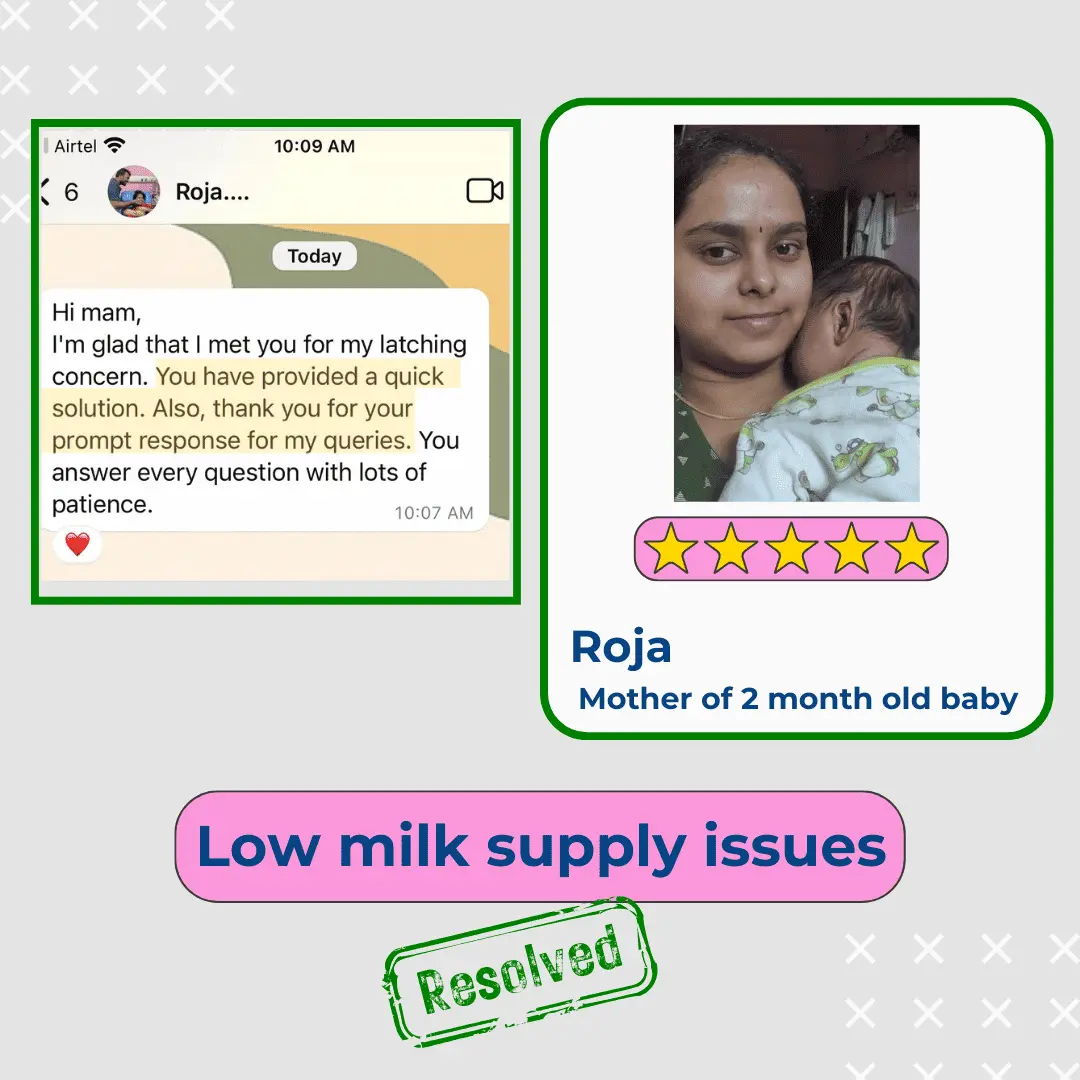 Airtel
10:09 AM
6
Roja....
Today
Hi mam,
I'm glad that I met you for my latching
concern. You have provided a quick
solution. Also, thank you for your
prompt response for my queries. You
answer every question with lots of
patience.
10:07 AM
Roja
Mother of 2 month old baby
Low milk supply issues
Resolved